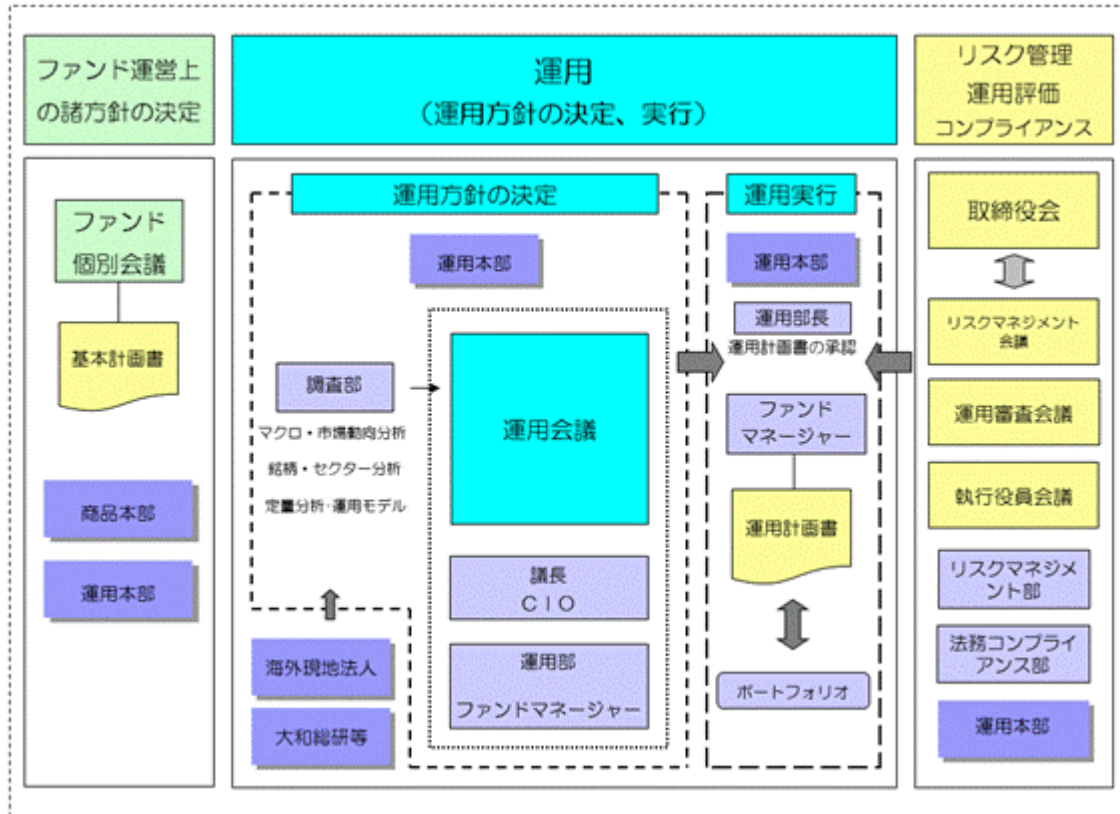 ファンド運営上
の諸方針の決定
運用
(運用方針の決定、実行)
リスク管理
運用評価
コンプライアンス
ファンド
個別会議
基本計画書
商品本部
運用本部
運用方針の決定
運用本部
調査部
マクロ・市場動向分析
銘柄・セクター分析
定量分析・運用モデル
海外現地法人
大和総研等
運用会議
議長
CIO
運用部
ファンドマネージャー
運用実行
運用本部
運用部長
運用計画書の承認
ファンド
マネージャー
運用計画書
ポートフォリオ
取締役会
リスクマネジメント
会議
運用審査会議
執行役員会議
リスクマネジメ
ント部
法務コンプライ
アンス部
運用本部